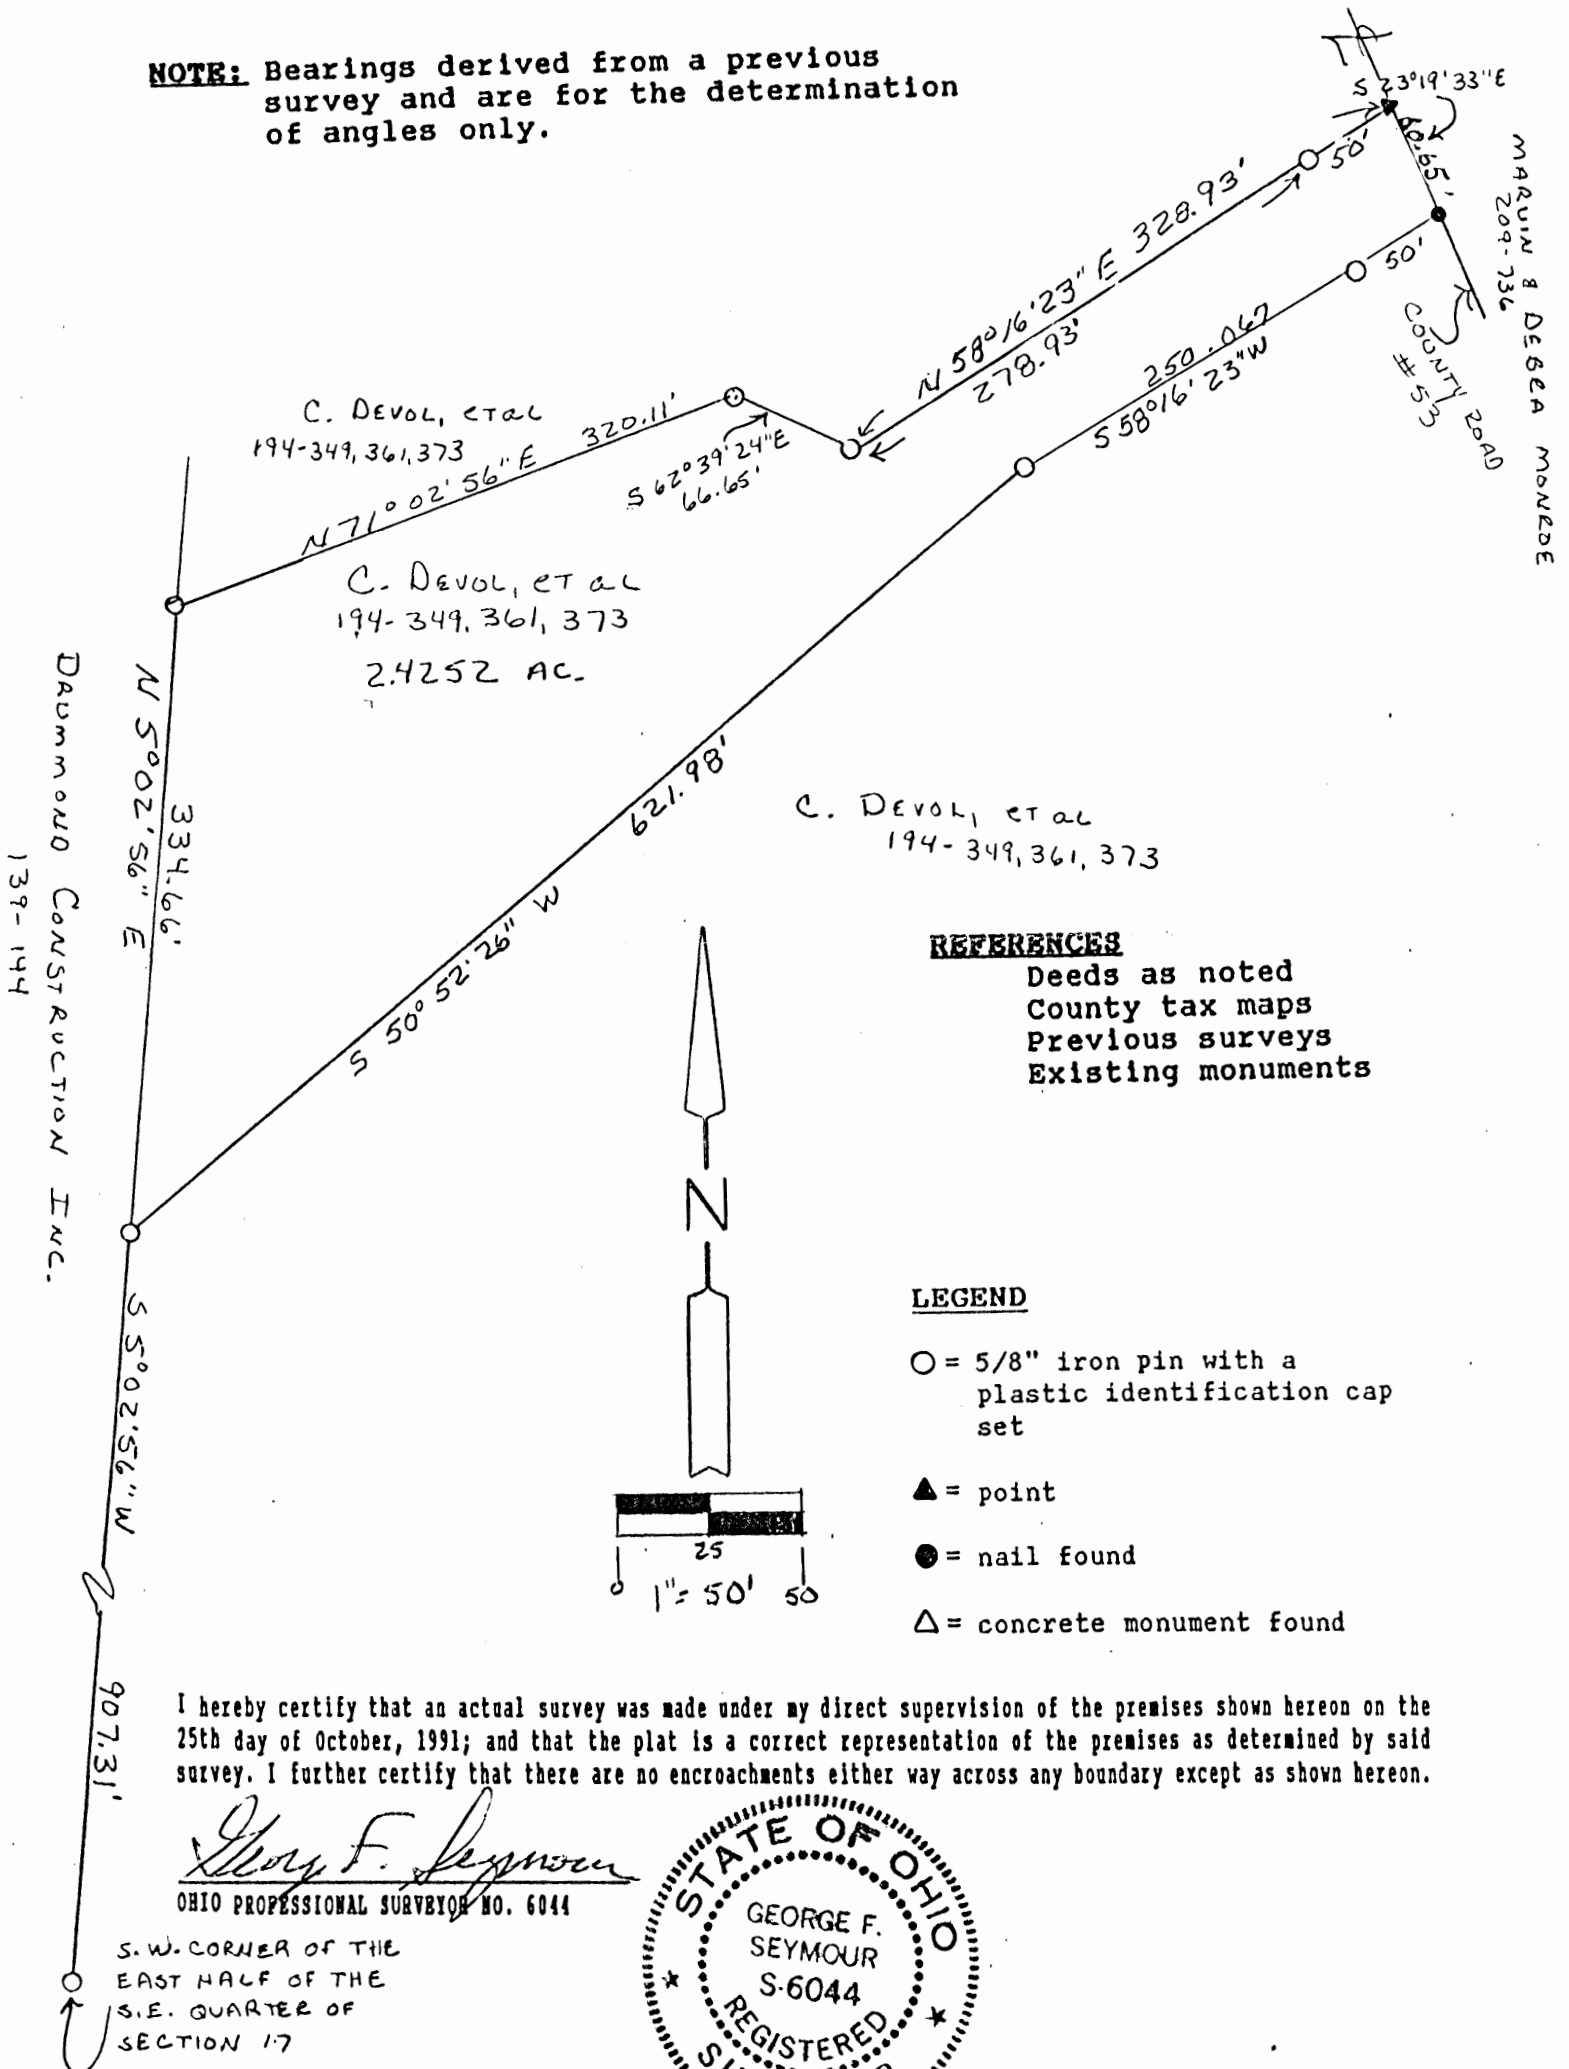 NOTE: Bearings derived from a previous
survey and are for the determination
of angles only.
S 23°19'33"E
60.65'
50'
MARVIN & DEBRA MONROE
209-736
N 58°16'23" E 328.93'
278.93'
50'
250.067
S 58°16'23"W
COUNTY ROAD
#53
C. DEVOL, ET AL
194-349, 361, 373
N 71° 02' 56" E 320.11'
S 62°39'24"E
66.65'
C. DEVOL, ET AL
194-349, 361, 373
2.4252 AC.
N 5°02'56" E
334.66'
DRUMMOND CONSTRUCTION INC.
139-144
621.98'
S 50° 52' 26" W
C. DEVOL, ET AL
194-349, 361, 373
REFERENCES
Deeds as noted
County tax maps
Previous surveys
Existing monuments
N
S 5°02'56" W
907.31'
25
0 1"= 50' 50
LEGEND
O = 5/8" iron pin with a
plastic identification cap
set
▲ = point
● = nail found
△ = concrete monument found
I hereby certify that an actual survey was made under my direct supervision of the premises shown hereon on the
25th day of October, 1991; and that the plat is a correct representation of the premises as determined by said
survey. I further certify that there are no encroachments either way across any boundary except as shown hereon.
George F. Seymour
OHIO PROFESSIONAL SURVEYOR NO. 6044
S.W. CORNER OF THE
EAST HALF OF THE
S.E. QUARTER OF
SECTION 17
STATE OF OHIO
GEORGE F.
SEYMOUR
S-6044
REGISTERED